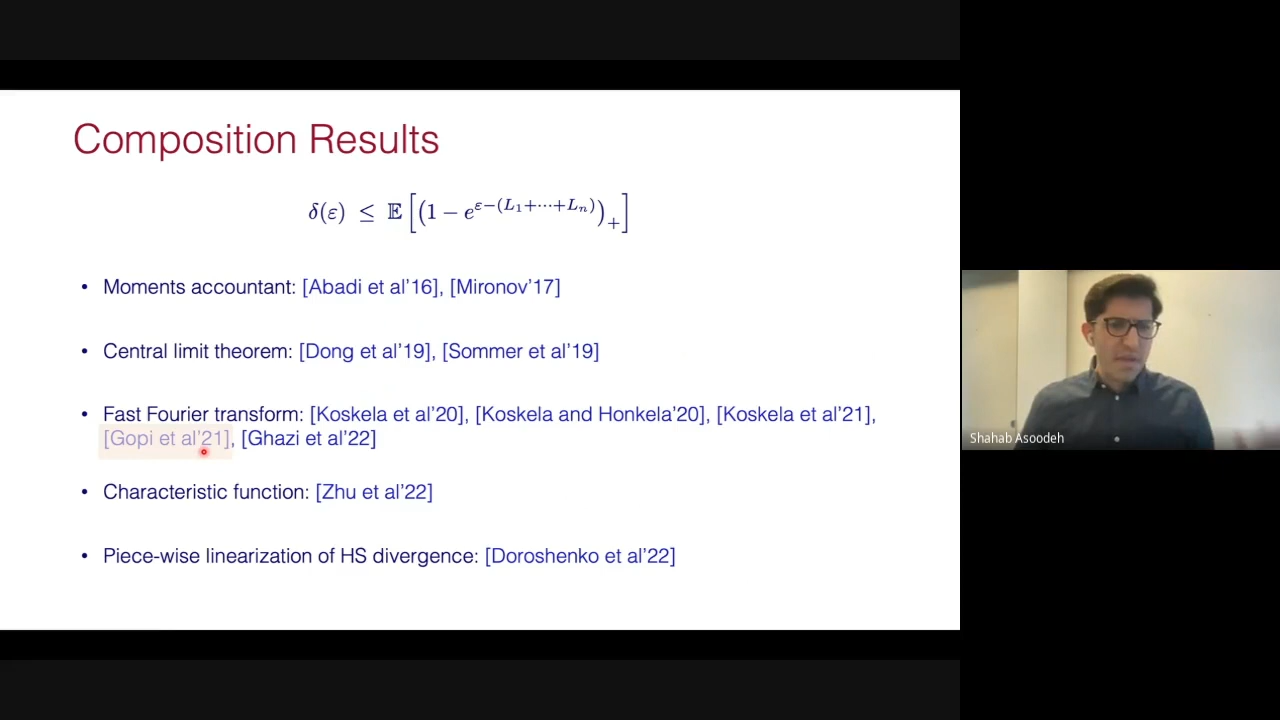 Composition Results
δ(ε) ≤ 𝔼[(1 − e^{ε−(L₁+⋯+Lₙ)})₊]
• Moments accountant: [Abadi et al'16], [Mironov'17]
• Central limit theorem: [Dong et al'19], [Sommer et al'19]
• Fast Fourier transform: [Koskela et al'20], [Koskela and Honkela'20], [Koskela et al'21],
[Gopi et al'21], [Ghazi et al'22]
• Characteristic function: [Zhu et al'22]
• Piece-wise linearization of HS divergence: [Doroshenko et al'22]
Shahab Asoodeh